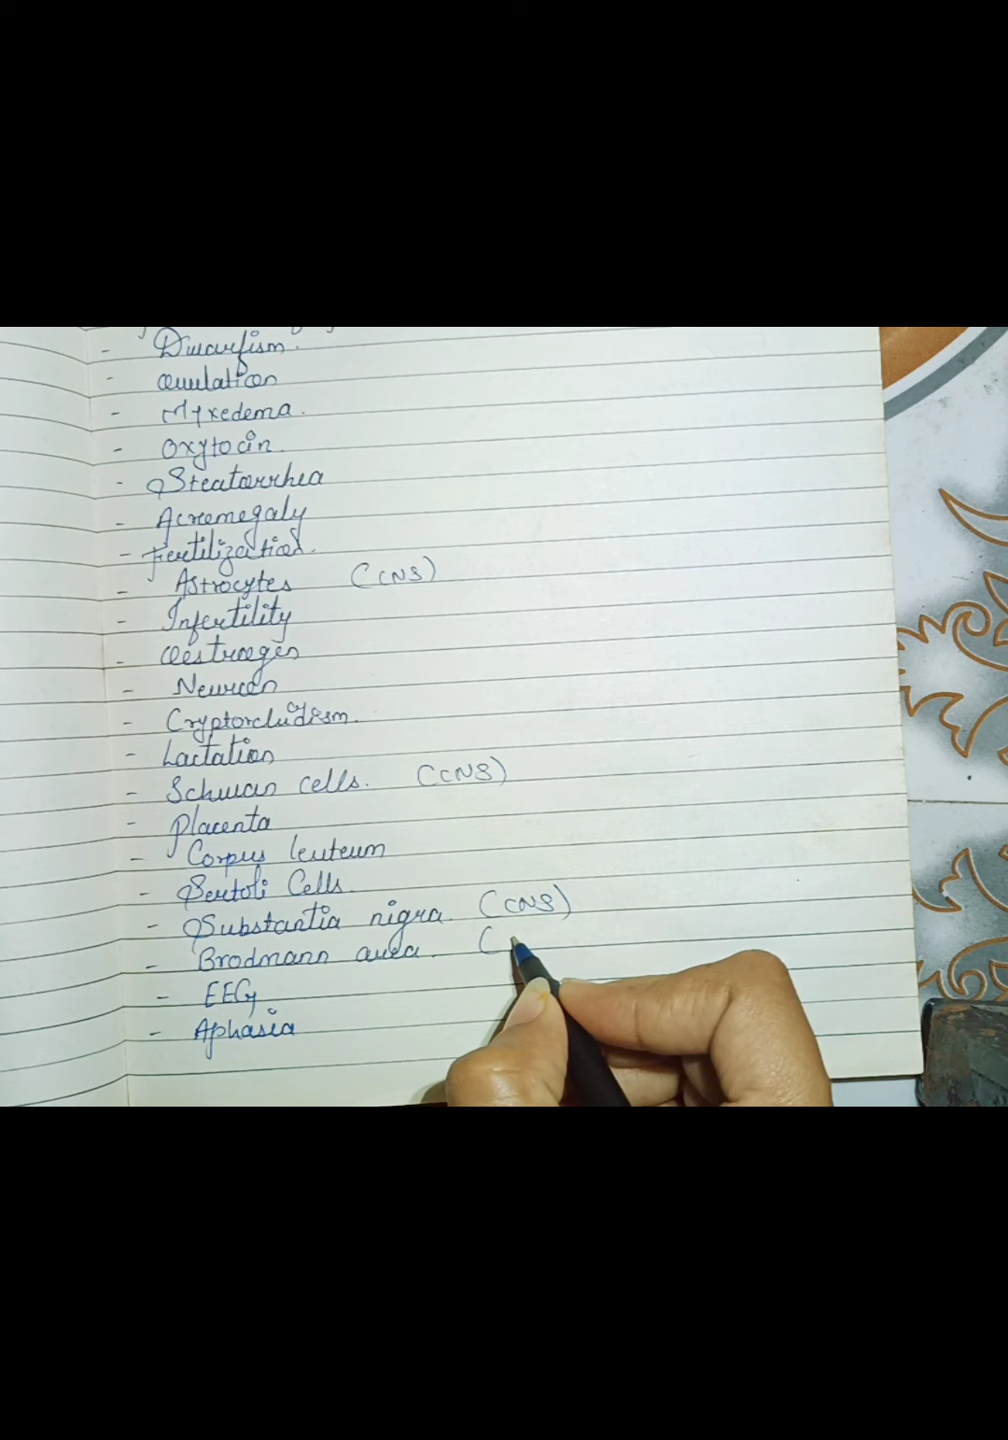 - Dwarfism.
- Ovulation
- Myxedema.
- Oxytocin.
- Steatorrhea
- Acromegaly
- Fertilization.
- Astrocytes (CNS)
- Infertility
- Oestrogen
- Neuron
- Cryptorchidism.
- Lactation
- Schwan cells. (CNS)
- Placenta
- Corpus leuteum
- Sertoli Cells.
- Substantia nigra. (CNS)
- Brodmann area. (
- EEG
- Aphasia